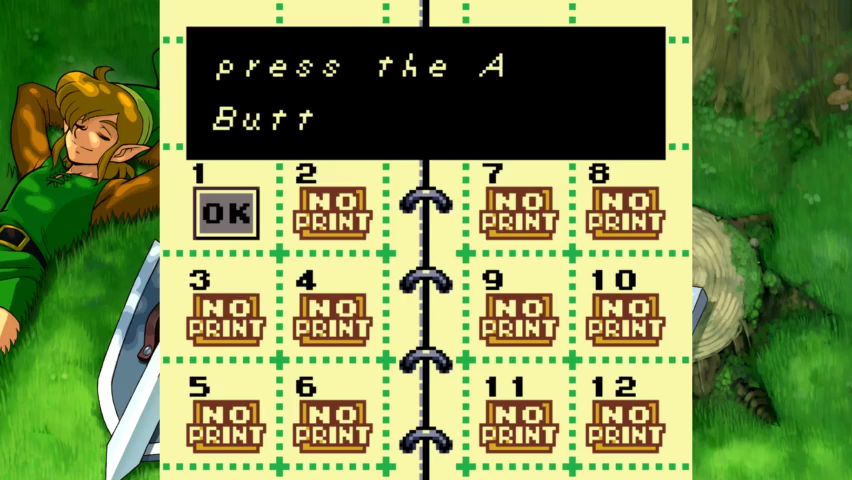 press the A
Butt
1 2 7 8
OK NO PRINT NO PRINT NO PRINT
3 4 9 10
NO PRINT NO PRINT NO PRINT NO PRINT
5 6 11 12
NO PRINT NO PRINT NO PRINT NO PRINT